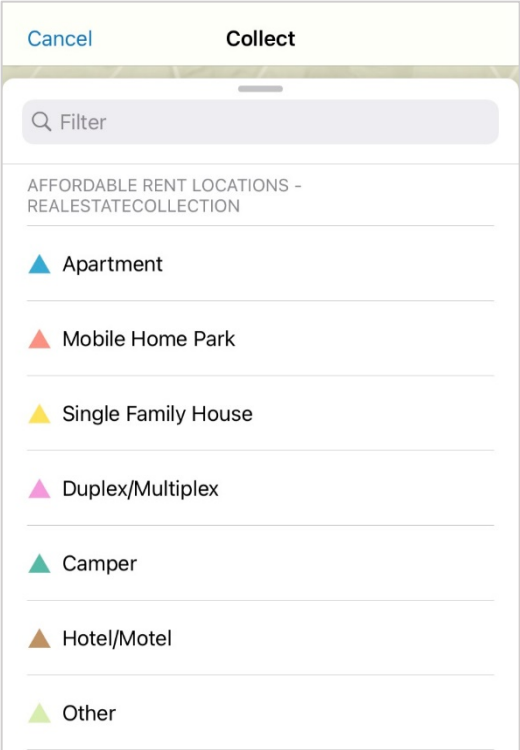 Cancel
Collect
Filter
AFFORDABLE RENT LOCATIONS -
REALESTATECOLLECTION
Apartment
Mobile Home Park
Single Family House
Duplex/Multiplex
Camper
Hotel/Motel
Other